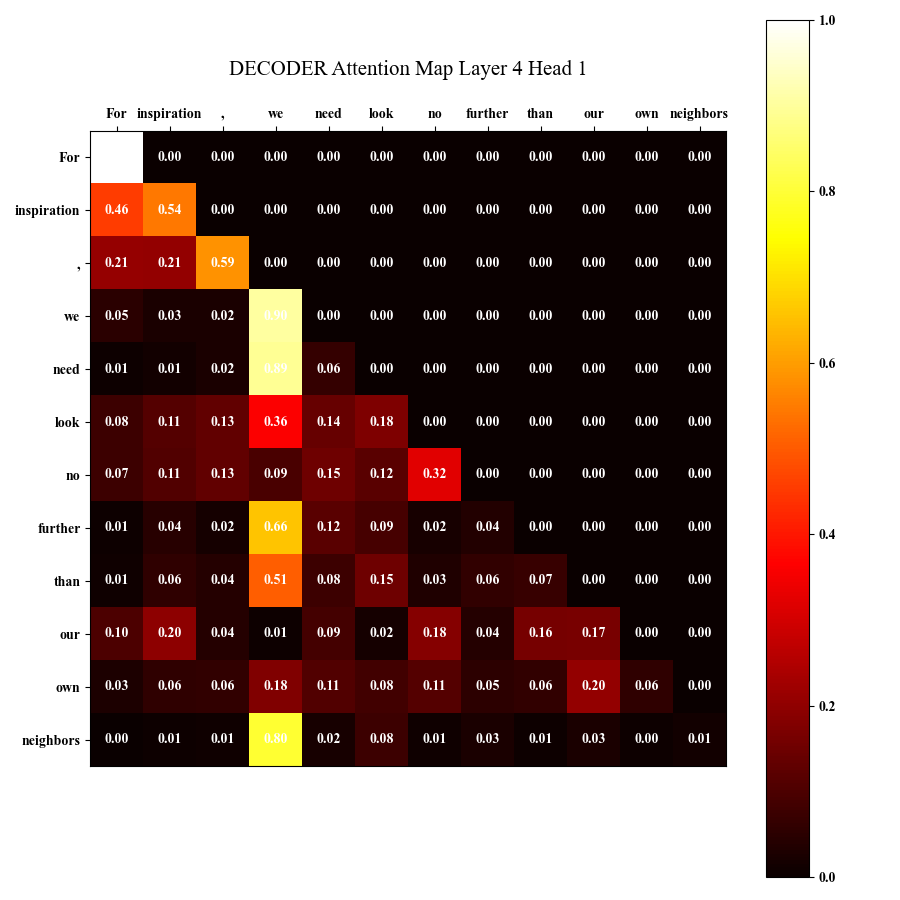 DECODER Attention Map Layer 4 Head 1
For inspiration , we need look no further than our own neighbors
For 0.00 0.00 0.00 0.00 0.00 0.00 0.00 0.00 0.00 0.00 0.00
inspiration 0.46 0.54 0.00 0.00 0.00 0.00 0.00 0.00 0.00 0.00 0.00 0.00
, 0.21 0.21 0.59 0.00 0.00 0.00 0.00 0.00 0.00 0.00 0.00 0.00
we 0.05 0.03 0.02 0.00 0.00 0.00 0.00 0.00 0.00 0.00 0.00
need 0.01 0.01 0.02 0.89 0.06 0.00 0.00 0.00 0.00 0.00 0.00 0.00
look 0.08 0.11 0.13 0.36 0.14 0.18 0.00 0.00 0.00 0.00 0.00 0.00
no 0.07 0.11 0.13 0.09 0.15 0.12 0.32 0.00 0.00 0.00 0.00 0.00
further 0.01 0.04 0.02 0.66 0.12 0.09 0.02 0.04 0.00 0.00 0.00 0.00
than 0.01 0.06 0.04 0.51 0.08 0.15 0.03 0.06 0.07 0.00 0.00 0.00
our 0.10 0.20 0.04 0.01 0.09 0.02 0.18 0.04 0.16 0.17 0.00 0.00
own 0.03 0.06 0.06 0.18 0.11 0.08 0.11 0.05 0.06 0.20 0.06 0.00
neighbors 0.00 0.01 0.01 0.80 0.02 0.08 0.01 0.03 0.01 0.03 0.00 0.01
1.0
0.8
0.6
0.4
0.2
0.0